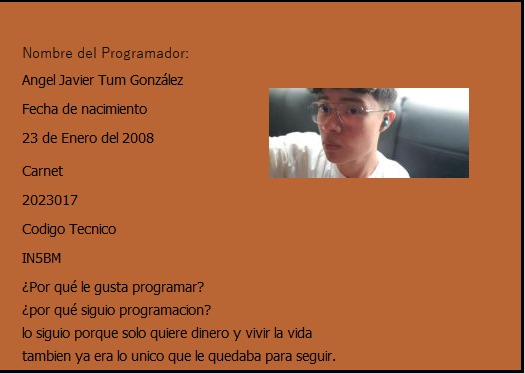 Nombre del Programador:
Angel Javier Tum González
Fecha de nacimiento
23 de Enero del 2008
Carnet
2023017
Codigo Tecnico
IN5BM
¿Por qué le gusta programar?
¿por qué siguio programacion?
lo siguio porque solo quiere dinero y vivir la vida
tambien ya era lo unico que le quedaba para seguir.